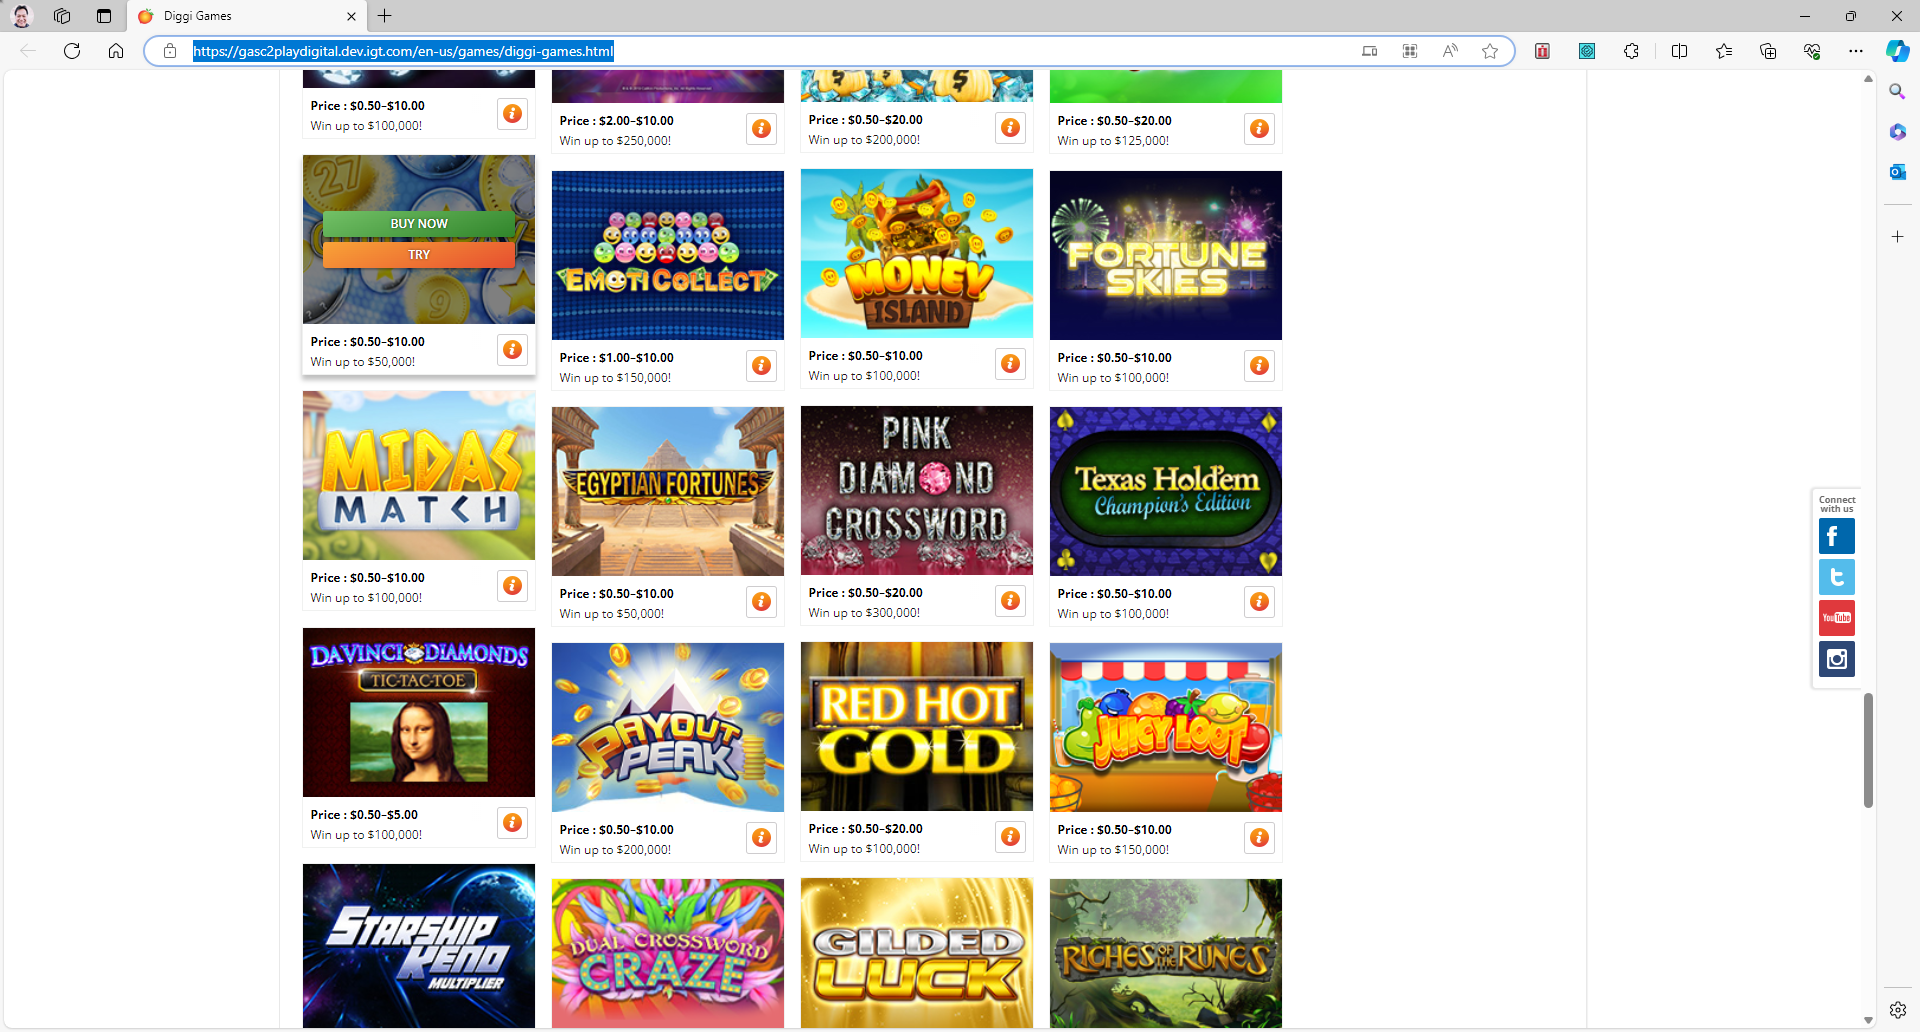 Diggi Games
https://gasc2playdigital.dev.igt.com/en-us/games/diggi-games.html
Price : $0.50–$10.00
Win up to $100,000!
Price : $2.00–$10.00
Win up to $250,000!
Price : $0.50–$20.00
Win up to $200,000!
Price : $0.50–$20.00
Win up to $125,000!
27
9
BUY NOW
TRY
Price : $0.50–$10.00
Win up to $50,000!
EMOTICOLLECT
Price : $1.00–$10.00
Win up to $150,000!
MONEY
ISLAND
Price : $0.50–$10.00
Win up to $100,000!
FORTUNE
SKIES
Price : $0.50–$10.00
Win up to $100,000!
MIDAS
MATCH
Price : $0.50–$10.00
Win up to $100,000!
EGYPTIAN FORTUNES
Price : $0.50–$10.00
Win up to $50,000!
PINK
DIAMOND
CROSSWORD
Price : $0.50–$20.00
Win up to $300,000!
Texas Hold'em
Champion's Edition
Price : $0.50–$10.00
Win up to $100,000!
DAVINCI DIAMONDS
TIC-TAC-TOE
Price : $0.50–$5.00
Win up to $100,000!
PAYOUT
PEAK
Price : $0.50–$10.00
Win up to $200,000!
RED HOT
GOLD
Price : $0.50–$20.00
Win up to $100,000!
JUICY LOOT
Price : $0.50–$10.00
Win up to $150,000!
STARSHIP
KENO
MULTIPLIER
DUAL CROSSWORD
CRAZE
GILDED
LUCK
RICHES OF THE RUNES
Connect
with us
YouTube